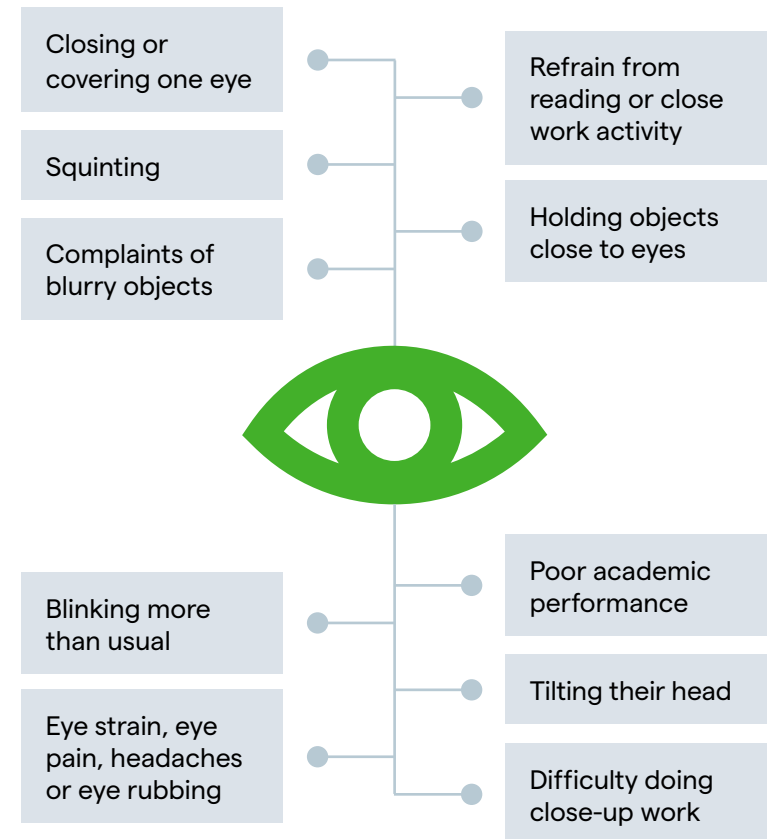 Closing or
covering one eye
Refrain from
reading or close
work activity
Squinting
Holding objects
close to eyes
Complaints of
blurry objects
Poor academic
performance
Blinking more
than usual
Tilting their head
Eye strain, eye
pain, headaches
or eye rubbing
Difficulty doing
close-up work